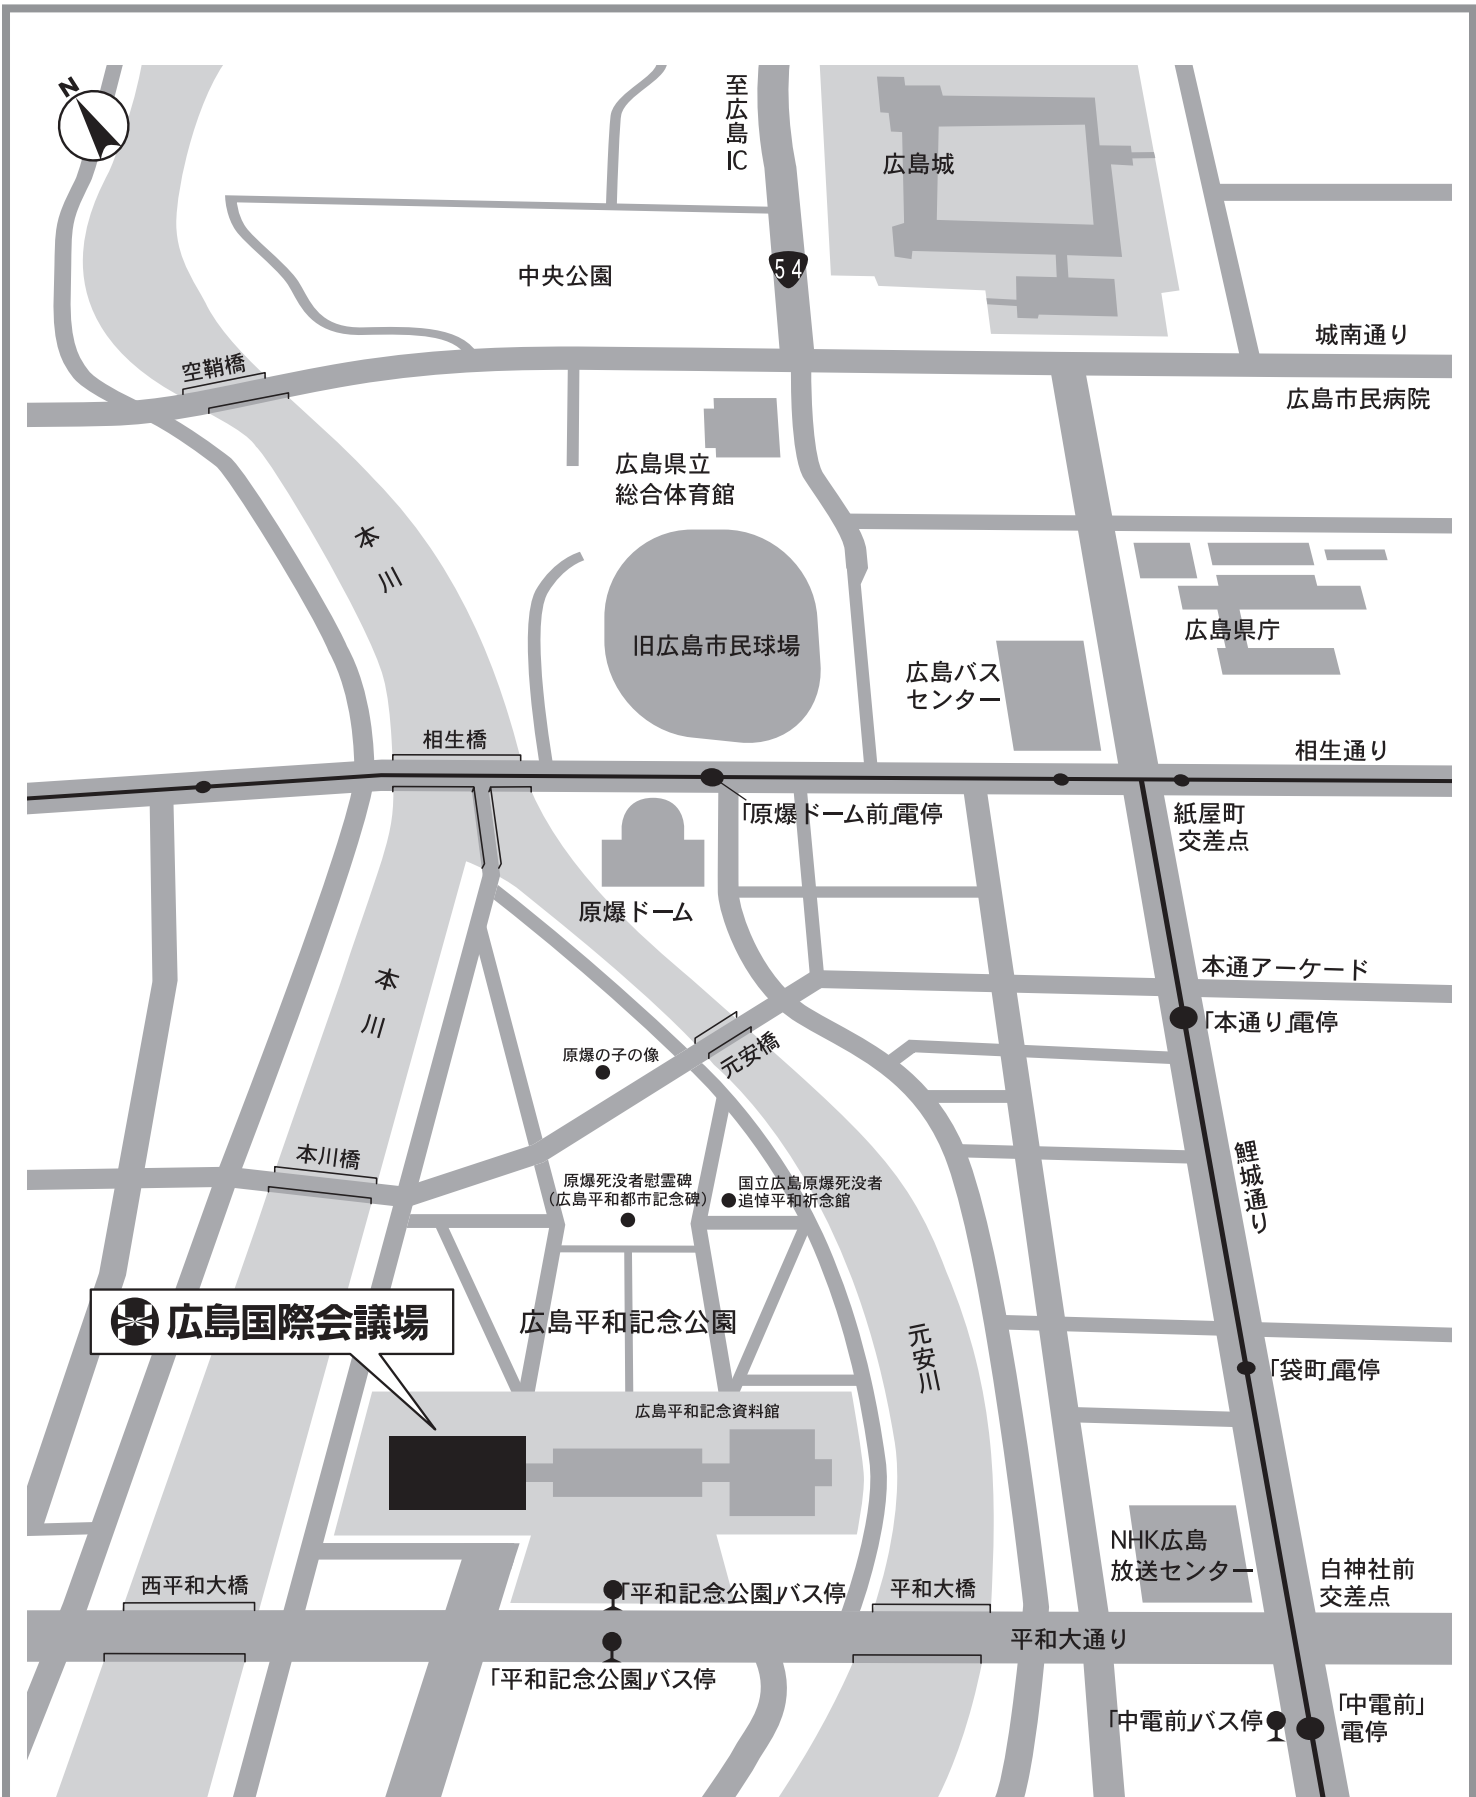 N
至広島IC
広島城
中央公園
54
城南通り
空鞘橋
広島市民病院
広島県立
総合体育館
本川
旧広島市民球場
広島県庁
広島バス
センター
相生橋
相生通り
「原爆ドーム前」電停
紙屋町
交差点
原爆ドーム
本通アーケード
本川
「本通り」電停
元安橋
原爆の子の像
本川橋
鯉城通り
原爆死没者慰霊碑
(広島平和都市記念碑)
国立広島原爆死没者
追悼平和祈念館
広島国際会議場
広島平和記念公園
元安川
「袋町」電停
広島平和記念資料館
NHK広島
放送センター
白神社前
交差点
西平和大橋
「平和記念公園」バス停
平和大橋
平和大通り
「平和記念公園」バス停
「中電前」バス停
「中電前」
電停